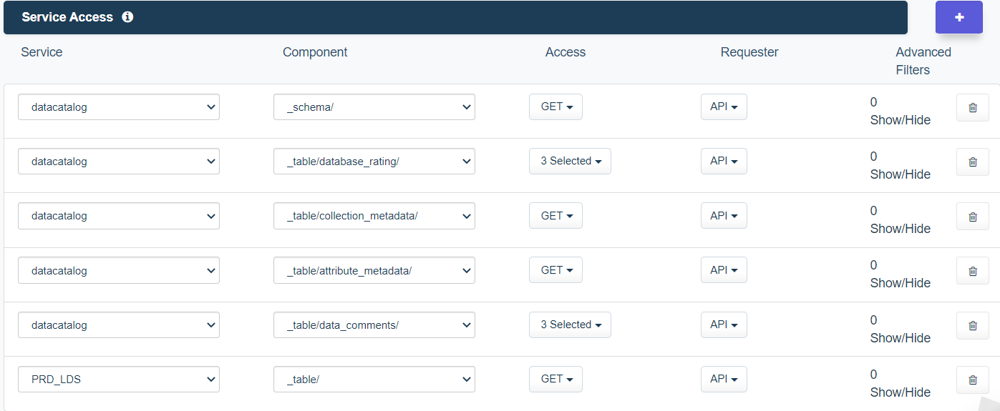 Service Access
Service Component Access Requester Advanced
Filters
datacatalog _schema/ GET API 0
Show/Hide
datacatalog _table/database_rating/ 3 Selected API 0
Show/Hide
datacatalog _table/collection_metadata/ GET API 0
Show/Hide
datacatalog _table/attribute_metadata/ GET API 0
Show/Hide
datacatalog _table/data_comments/ 3 Selected API 0
Show/Hide
PRD_LDS _table/ GET API 0
Show/Hide